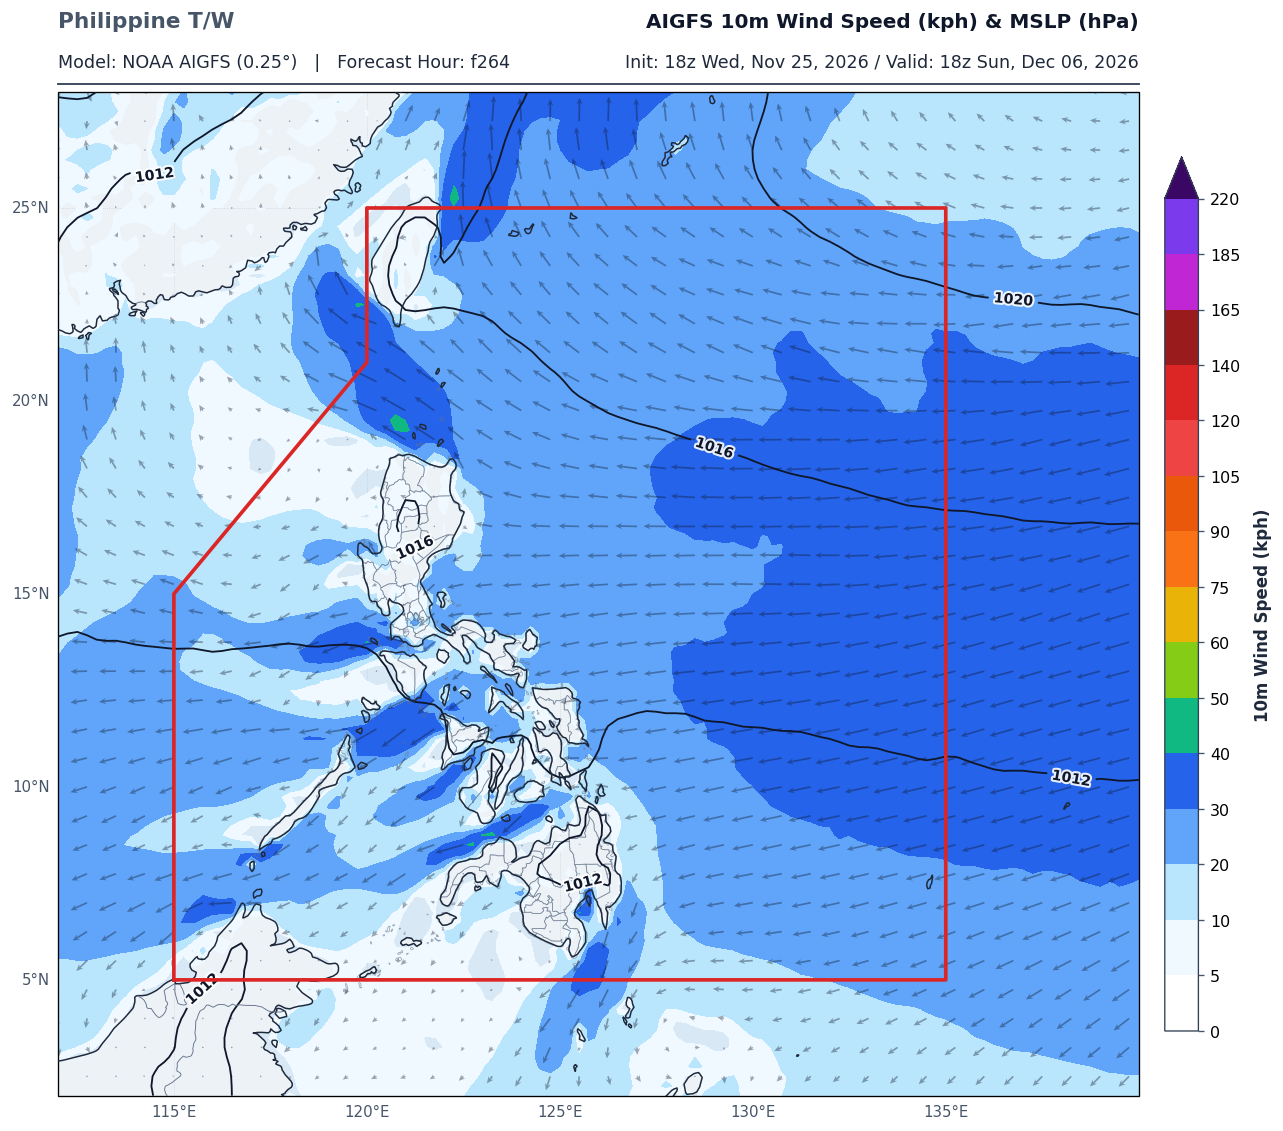 Philippine T/W
AIGFS 10m Wind Speed (kph) & MSLP (hPa)
Model: NOAA AIGFS (0.25°) | Forecast Hour: f264
Init: 18z Wed, Nov 25, 2026 / Valid: 18z Sun, Dec 06, 2026
1012
1020
1016
1016
1012
1012
1012
25°N
20°N
15°N
10°N
5°N
115°E
120°E
125°E
130°E
135°E
220
185
165
140
120
105
90
75
60
50
40
30
20
10
5
0
10m Wind Speed (kph)